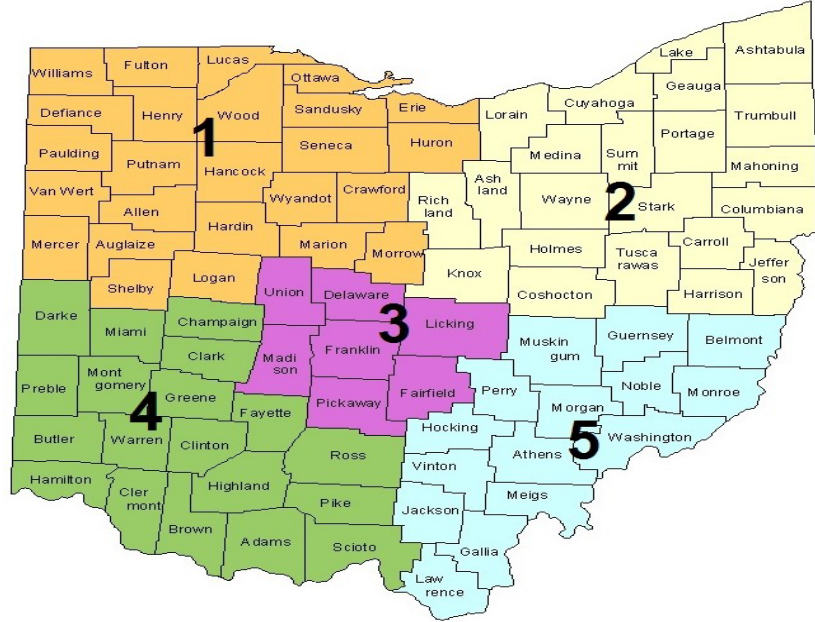 Williams
Fulton
Lucas
Ottawa
Lake
Ashtabula
Geauga
Defiance
Henry
Wood
Sandusky
Erie
Lorain
Cuyahoga
Trumbull
Portage
1
Paulding
Putnam
Hancock
Seneca
Huron
Medina
Sum
mit
Mahoning
Van Wert
Allen
Wyandot
Crawford
Rich
land
Ash
land
Wayne
2
Stark
Columbiana
Mercer
Auglaize
Hardin
Marion
Morrow
Holmes
Tusca
rawas
Carroll
Jeffer
son
Shelby
Logan
Union
Delaware
Knox
Coshocton
Harrison
Darke
Miami
Champaign
3
Licking
Muskin
gum
Guernsey
Belmont
Clark
Madi
son
Franklin
Preble
Mont
gomery
Greene
Fayette
Pickaway
Fairfield
Perry
Morgan
Noble
Monroe
4
Butler
Warren
Clinton
Ross
Hocking
Athens
5
Washington
Hamilton
Cler
mont
Highland
Pike
Vinton
Meigs
Brown
Adams
Scioto
Jackson
Gallia
Law
rence